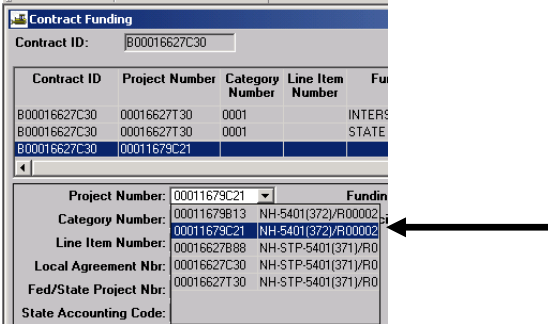 Contract Funding
Contract ID: B00016627C30
Contract ID Project Number Category Number Line Item Number
B00016627C30 00016627T30 0001 INTERS
B00016627C30 00016627T30 0001 STATE
B00016627C30 00011679C21
Project Number: 00011679C21 Fundin
00011679B13 NH-5401(372)/R00002
Category Number: 00011679C21 NH-5401(372)/R00002
Line Item Number: 00016627B88 NH-STP-5401(371)/R0
Local Agreement Nbr: 00016627C30 NH-STP-5401(371)/R0
Fed/State Project Nbr: 00016627T30 NH-STP-5401(371)/R0
State Accounting Code: